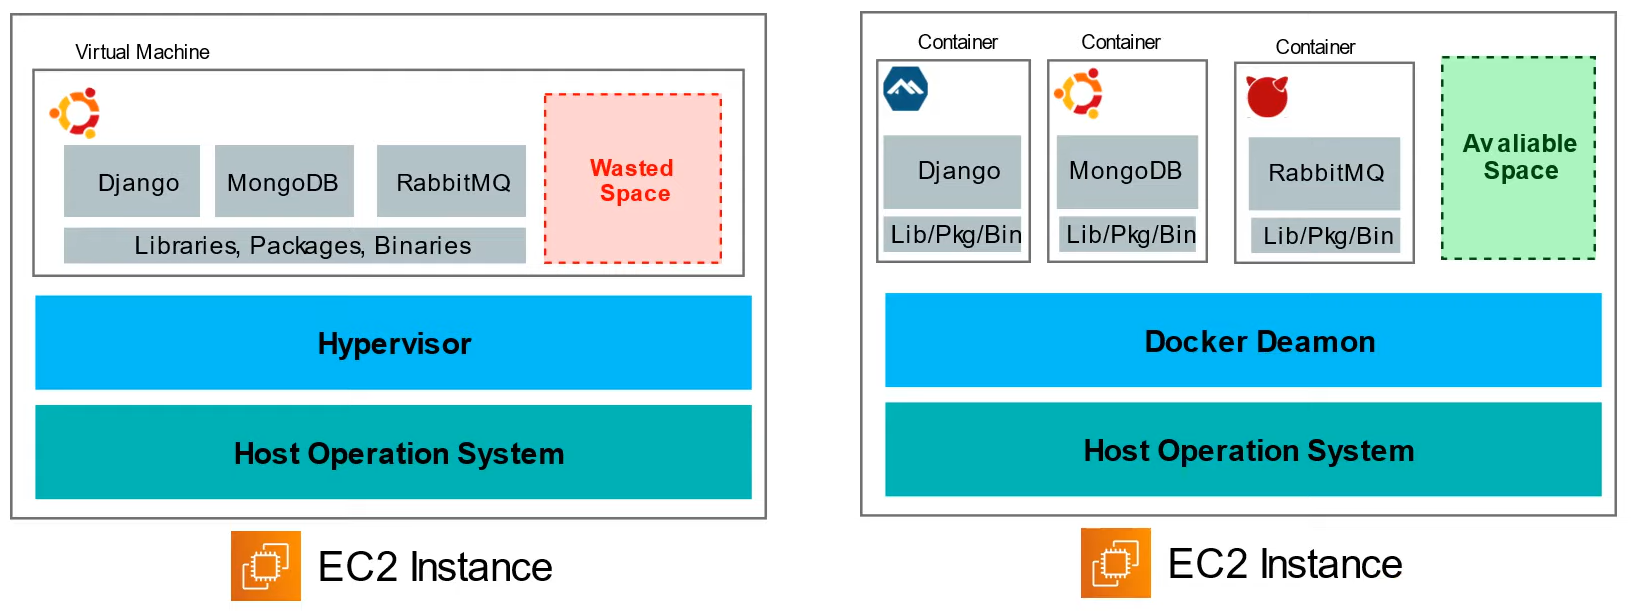 Virtual Machine
Django
MongoDB
RabbitMQ
Libraries, Packages, Binaries
Wasted
Space
Hypervisor
Host Operation System
EC2 Instance
Container
Django
Lib/Pkg/Bin
Container
MongoDB
Lib/Pkg/Bin
Container
RabbitMQ
Lib/Pkg/Bin
Avaliable
Space
Docker Deamon
Host Operation System
EC2 Instance